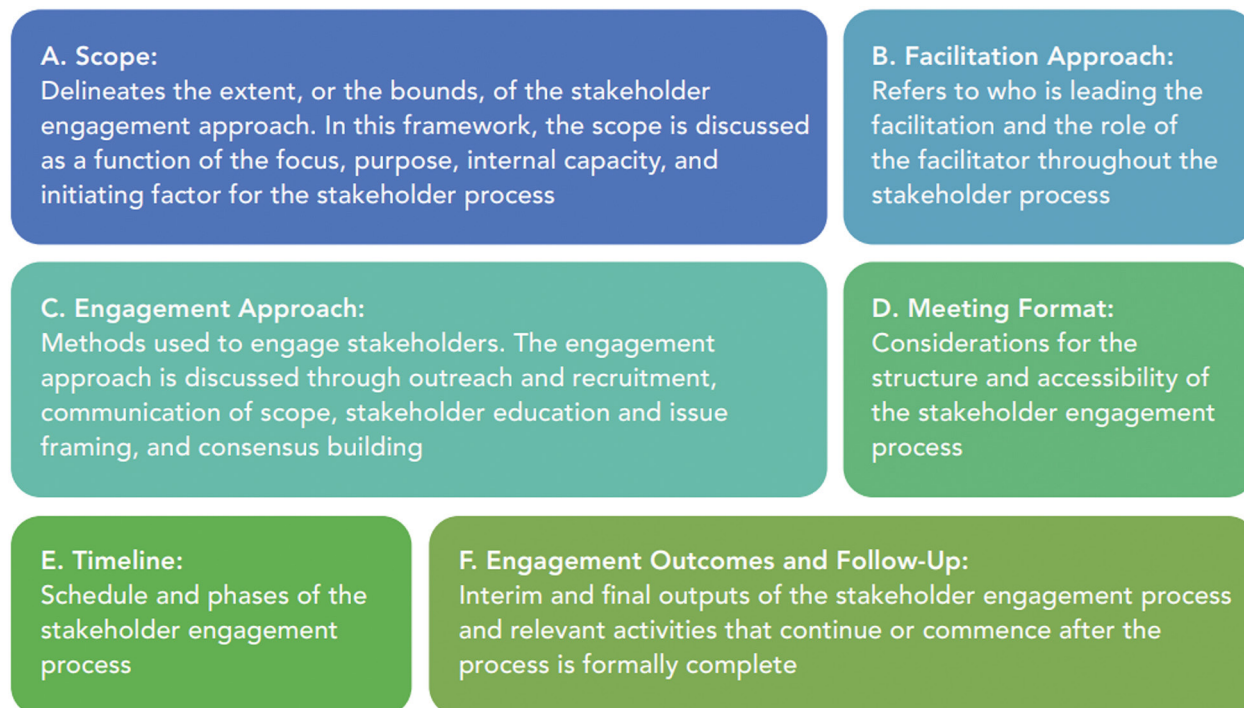 A. Scope:
Delineates the extent, or the bounds, of the stakeholder
engagement approach. In this framework, the scope is discussed
as a function of the focus, purpose, internal capacity, and
initiating factor for the stakeholder process
B. Facilitation Approach:
Refers to who is leading the
facilitation and the role of
the facilitator throughout the
stakeholder process
C. Engagement Approach:
Methods used to engage stakeholders. The engagement
approach is discussed through outreach and recruitment,
communication of scope, stakeholder education and issue
framing, and consensus building
D. Meeting Format:
Considerations for the
structure and accessibility of
the stakeholder engagement
process
E. Timeline:
Schedule and phases of the
stakeholder engagement
process
F. Engagement Outcomes and Follow-Up:
Interim and final outputs of the stakeholder engagement process
and relevant activities that continue or commence after the
process is formally complete